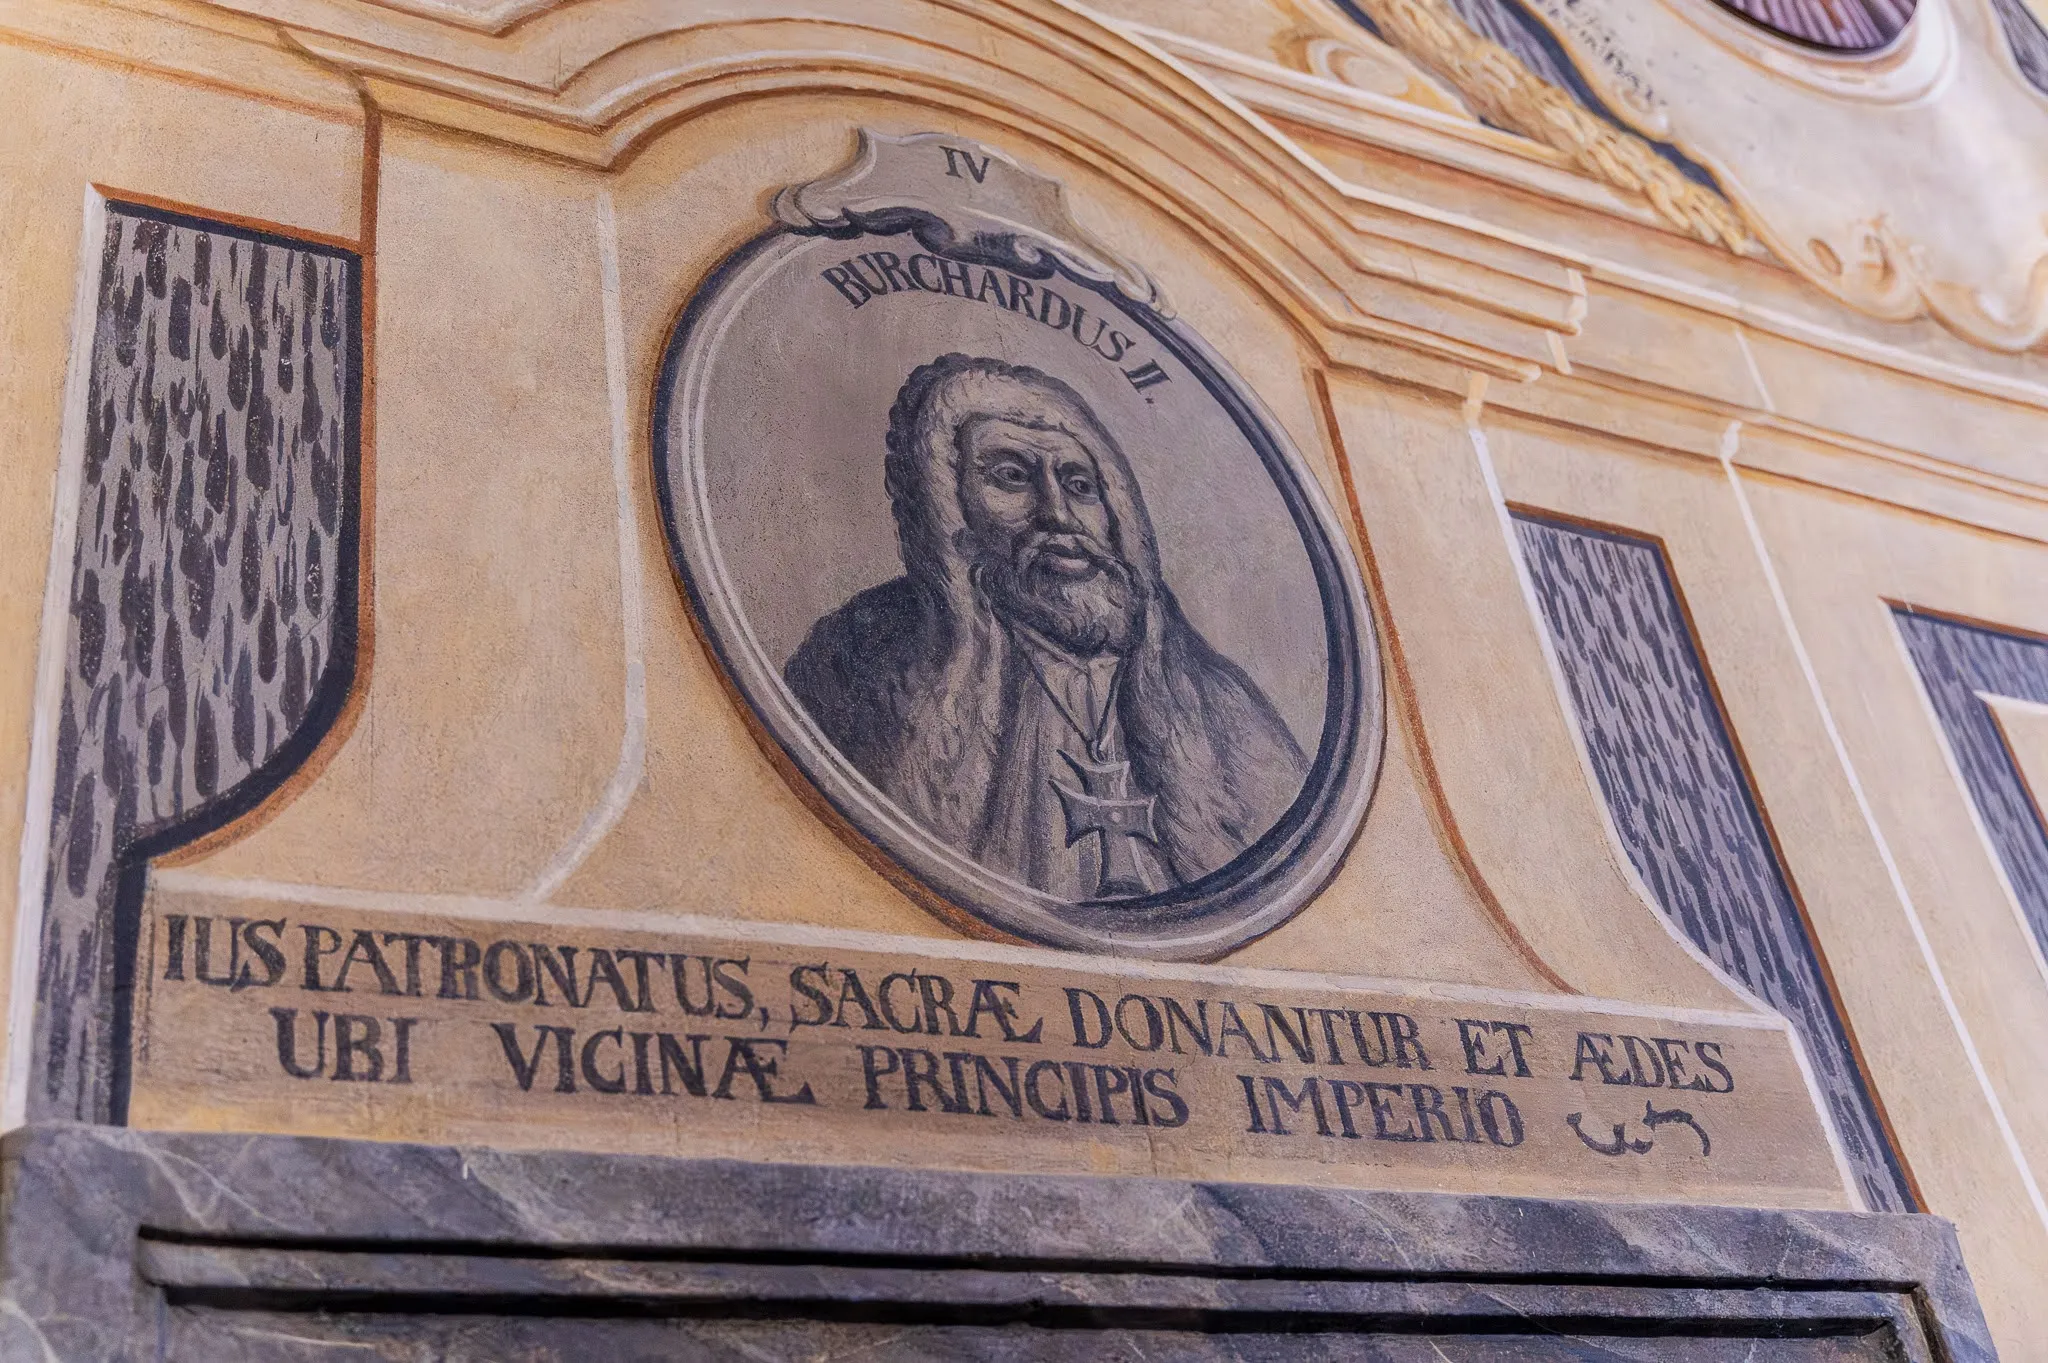 IV
BURCHARDUS II.
IUS PATRONATUS, SACRÆ DONANTUR ET ÆDES
UBI VICINÆ PRINCIPIS IMPERIO